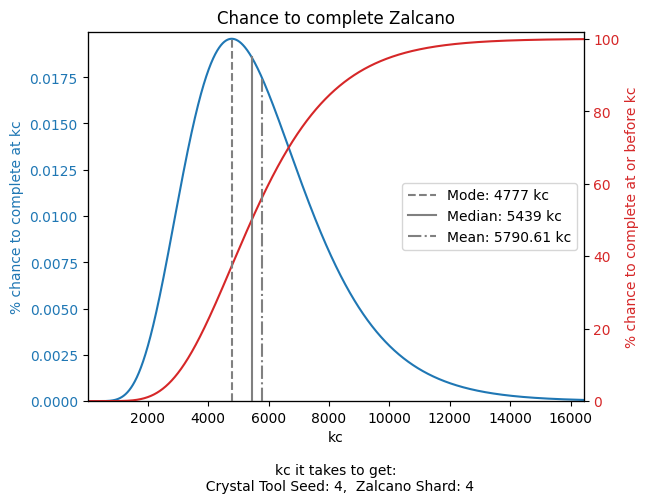 Chance to complete Zalcano
% chance to complete at kc
0.0175
0.0150
0.0125
0.0100
0.0075
0.0050
0.0025
0.0000
Mode: 4777 kc
Median: 5439 kc
Mean: 5790.61 kc
100
80
60
40
20
0
% chance to complete at or before kc
2000 4000 6000 8000 10000 12000 14000 16000
kc
kc it takes to get:
Crystal Tool Seed: 4,  Zalcano Shard: 4